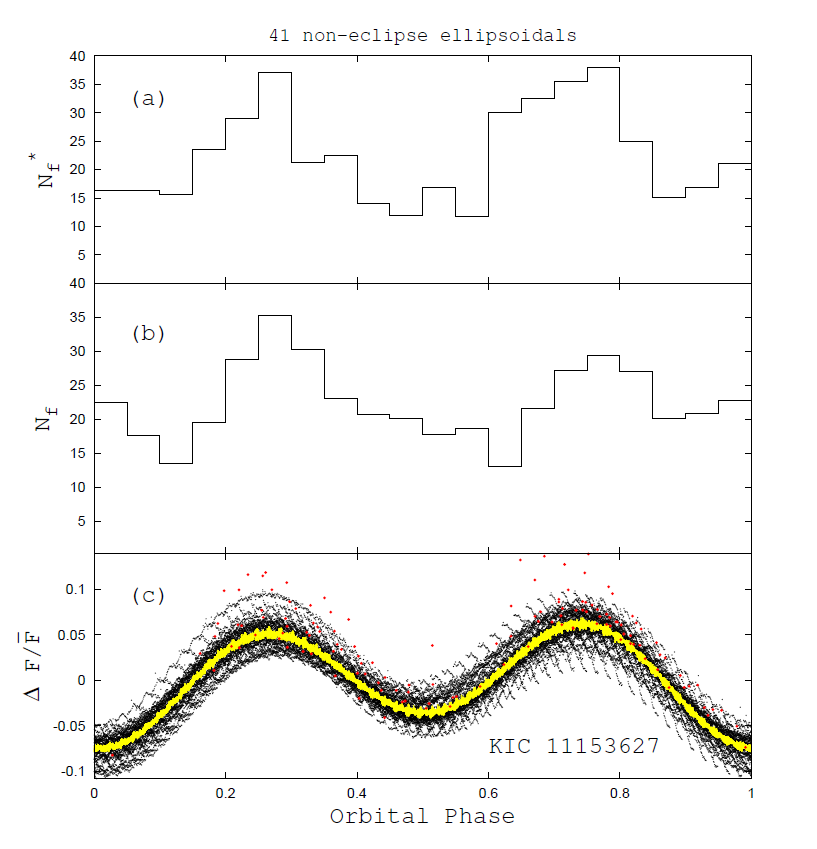 41 non-eclipse ellipsoidals
40
35
30
25
20
15
10
5
N_f*
(a)
40
35
30
25
20
15
10
5
N_f
(b)
0.1
0.05
0
-0.05
-0.1
Δ F/F̅
(c)
KIC 11153627
0 0.2 0.4 0.6 0.8 1
Orbital Phase